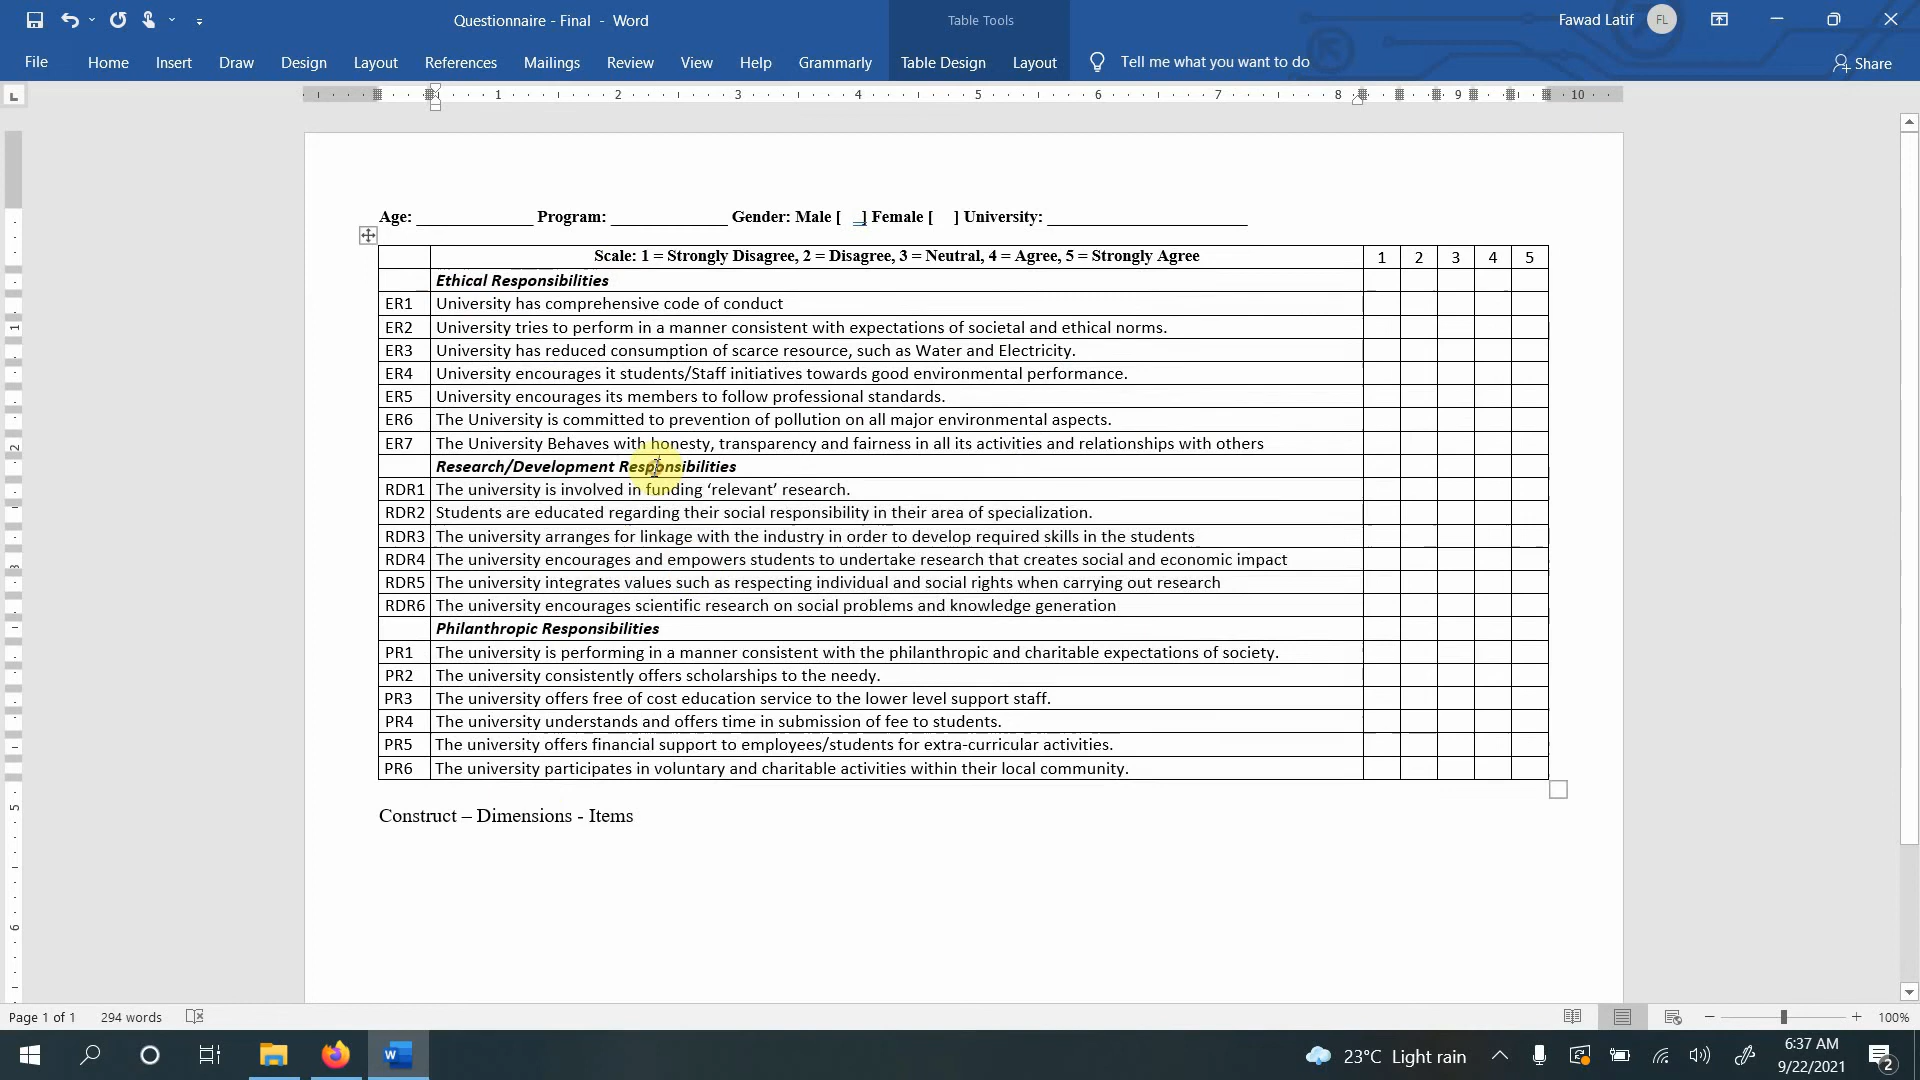 Questionnaire - Final - Word
Table Tools
Fawad Latif FL
File Home Insert Draw Design Layout References Mailings Review View Help Grammarly Table Design Layout Tell me what you want to do Share
1 2 3 4 5 6 7 8 9 10
Age: ______________ Program: ______________ Gender: Male [ _] Female [ ] University: ________________________
Scale: 1 = Strongly Disagree, 2 = Disagree, 3 = Neutral, 4 = Agree, 5 = Strongly Agree 1 2 3 4 5
Ethical Responsibilities
ER1 University has comprehensive code of conduct
ER2 University tries to perform in a manner consistent with expectations of societal and ethical norms.
ER3 University has reduced consumption of scarce resource, such as Water and Electricity.
ER4 University encourages it students/Staff initiatives towards good environmental performance.
ER5 University encourages its members to follow professional standards.
ER6 The University is committed to prevention of pollution on all major environmental aspects.
ER7 The University Behaves with honesty, transparency and fairness in all its activities and relationships with others
Research/Development Responsibilities
RDR1 The university is involved in funding ‘relevant’ research.
RDR2 Students are educated regarding their social responsibility in their area of specialization.
RDR3 The university arranges for linkage with the industry in order to develop required skills in the students
RDR4 The university encourages and empowers students to undertake research that creates social and economic impact
RDR5 The university integrates values such as respecting individual and social rights when carrying out research
RDR6 The university encourages scientific research on social problems and knowledge generation
Philanthropic Responsibilities
PR1 The university is performing in a manner consistent with the philanthropic and charitable expectations of society.
PR2 The university consistently offers scholarships to the needy.
PR3 The university offers free of cost education service to the lower level support staff.
PR4 The university understands and offers time in submission of fee to students.
PR5 The university offers financial support to employees/students for extra-curricular activities.
PR6 The university participates in voluntary and charitable activities within their local community.
Construct – Dimensions - Items
Page 1 of 1 294 words 100%
23°C Light rain
6:37 AM
9/22/2021
2